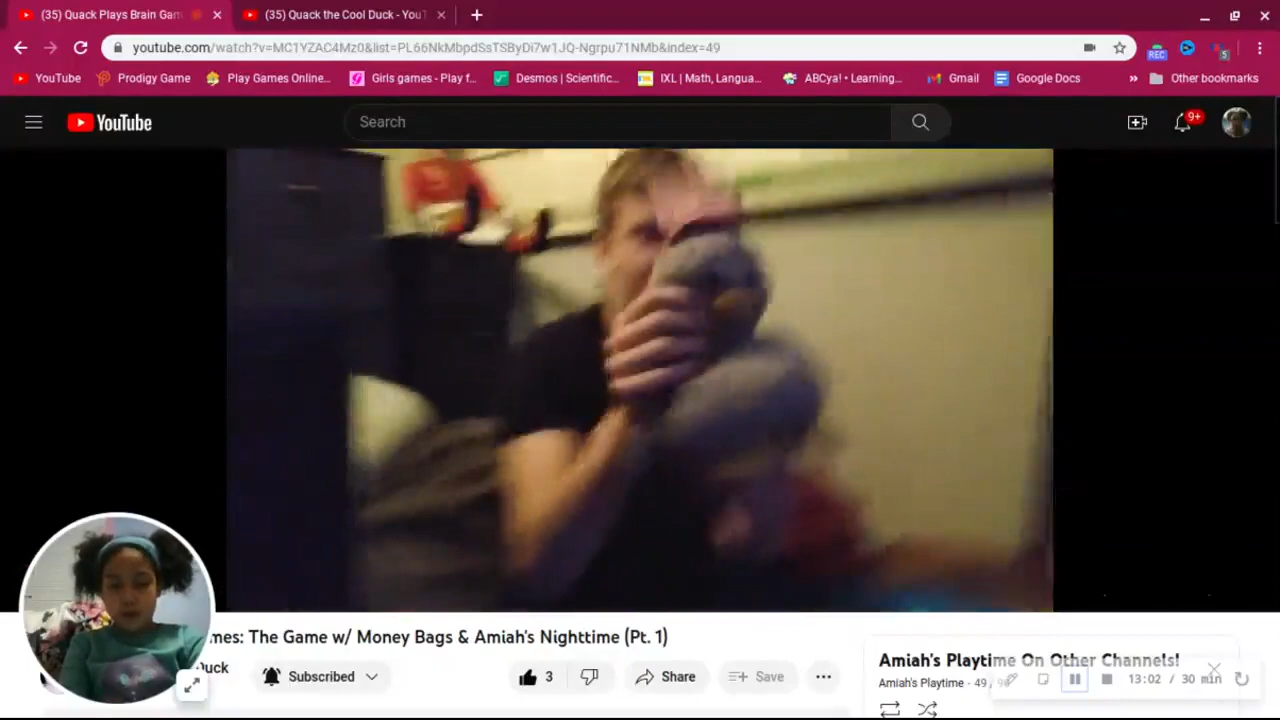 (35) Quack Plays Brain Gam
(35) Quack the Cool Duck - YouT
youtube.com/watch?v=MC1YZAC4Mz0&list=PL66NkMbpdSsTSByDi7w1JQ-Ngrpu71NMb&index=49
REC
5
YouTube
Prodigy Game
Play Games Online...
Girls games - Play f...
Desmos | Scientific...
IXL | Math, Langua...
ABCya! • Learning...
Gmail
Google Docs
»
Other bookmarks
YouTube
Search
9+
mes: The Game w/ Money Bags & Amiah's Nighttime (Pt. 1)
Duck
Subscribed
3
Share
Save
Amiah's Playtime On Other Channels!
Amiah's Playtime - 49 /
13:02 / 30 min